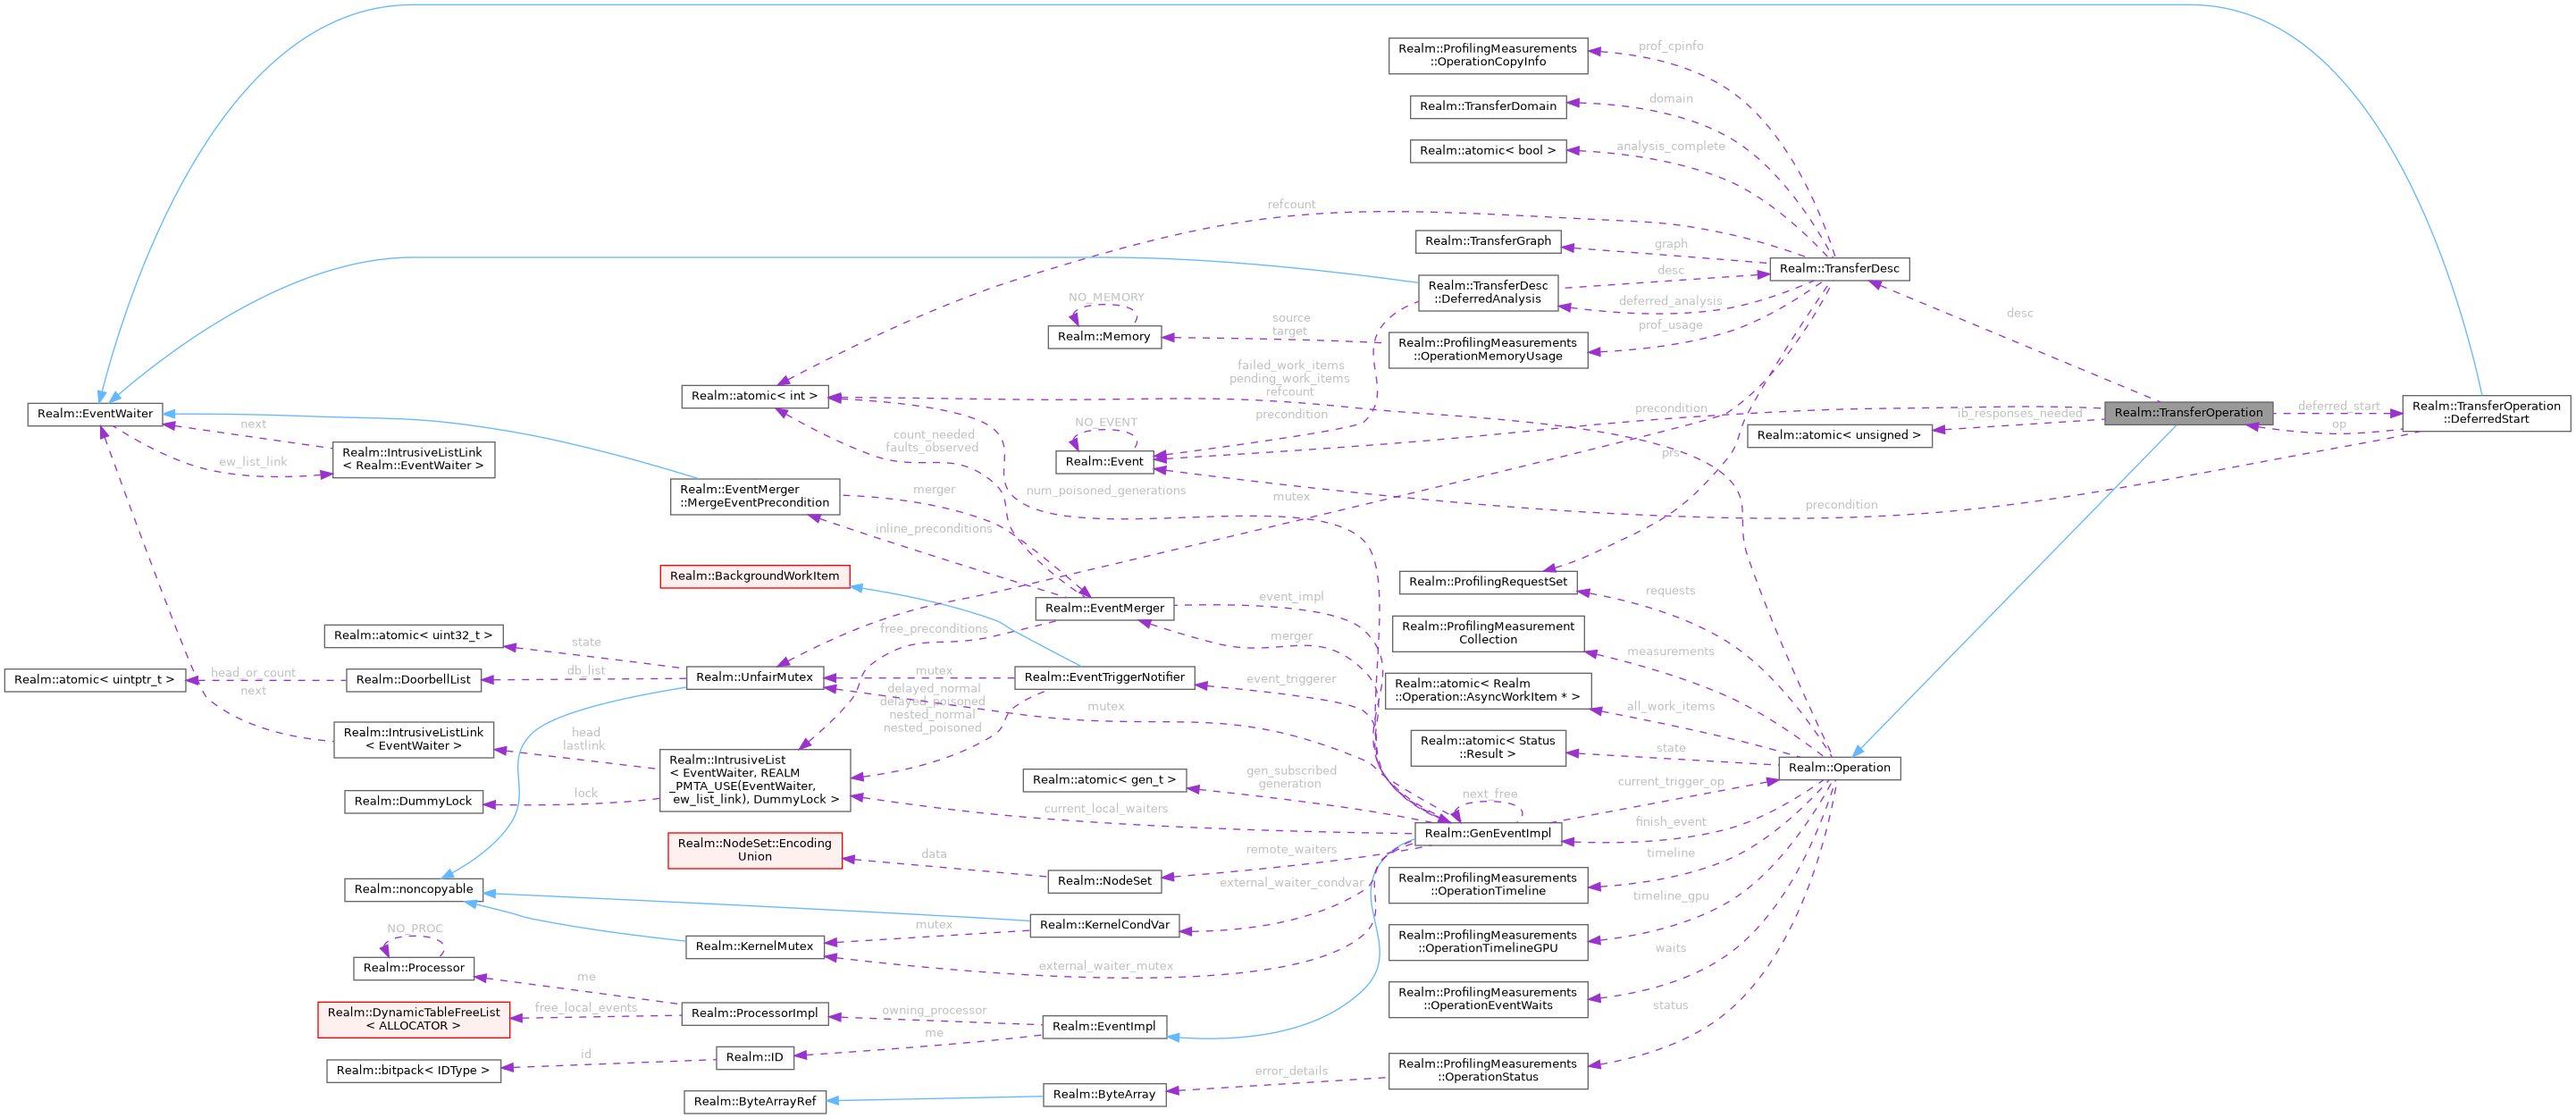 Realm::ProfilingMeasurements
::OperationCopyInfo
prof_cpinfo
Realm::TransferDomain
domain
Realm::atomic< bool >
analysis_complete
refcount
Realm::TransferGraph
graph
Realm::TransferDesc
desc
Realm::TransferDesc
::DeferredAnalysis
deferred_analysis
NO_MEMORY
Realm::Memory
source
target
prof_usage
Realm::ProfilingMeasurements
::OperationMemoryUsage
desc
failed_work_items
pending_work_items
refcount
Realm::atomic< int >
precondition
precondition
Realm::EventWaiter
next
ew_list_link
Realm::IntrusiveListLink
< Realm::EventWaiter >
count_needed
faults_observed
NO_EVENT
Realm::Event
Realm::atomic< unsigned >
ib_responses_needed
Realm::TransferOperation
deferred_start
op
Realm::TransferOperation
::DeferredStart
prs
Realm::EventMerger
::MergeEventPrecondition
merger
num_poisoned_generations
mutex
precondition
inline_preconditions
Realm::BackgroundWorkItem
Realm::ProfilingRequestSet
requests
Realm::EventMerger
event_impl
free_preconditions
merger
Realm::ProfilingMeasurement
Collection
measurements
Realm::atomic< uint32_t >
state
Realm::atomic< uintptr_t >
head_or_count
next
Realm::DoorbellList
db_list
Realm::UnfairMutex
mutex
Realm::EventTriggerNotifier
event_triggerer
Realm::atomic< Realm
::Operation::AsyncWorkItem * >
all_work_items
delayed_normal
delayed_poisoned
nested_normal
nested_poisoned
mutex
Realm::IntrusiveListLink
< EventWaiter >
head
lastlink
Realm::atomic< Status
::Result >
state
Realm::IntrusiveList
< EventWaiter, REALM
_PMTA_USE(EventWaiter,
ew_list_link), DummyLock >
Realm::atomic< gen_t >
gen_subscribed
generation
current_trigger_op
Realm::Operation
Realm::DummyLock
lock
current_local_waiters
next_free
Realm::GenEventImpl
finish_event
Realm::NodeSet::Encoding
Union
data
remote_waiters
timeline
Realm::NodeSet
Realm::ProfilingMeasurements
::OperationTimeline
Realm::noncopyable
external_waiter_condvar
timeline_gpu
Realm::KernelCondVar
mutex
NO_PROC
Realm::KernelMutex
Realm::ProfilingMeasurements
::OperationTimelineGPU
waits
Realm::Processor
me
external_waiter_mutex
Realm::ProfilingMeasurements
::OperationEventWaits
status
Realm::DynamicTableFreeList
< ALLOCATOR >
free_local_events
Realm::ProcessorImpl
owning_processor
Realm::EventImpl
me
Realm::ID
id
Realm::bitpack< IDType >
Realm::ProfilingMeasurements
::OperationStatus
error_details
Realm::ByteArray
Realm::ByteArrayRef